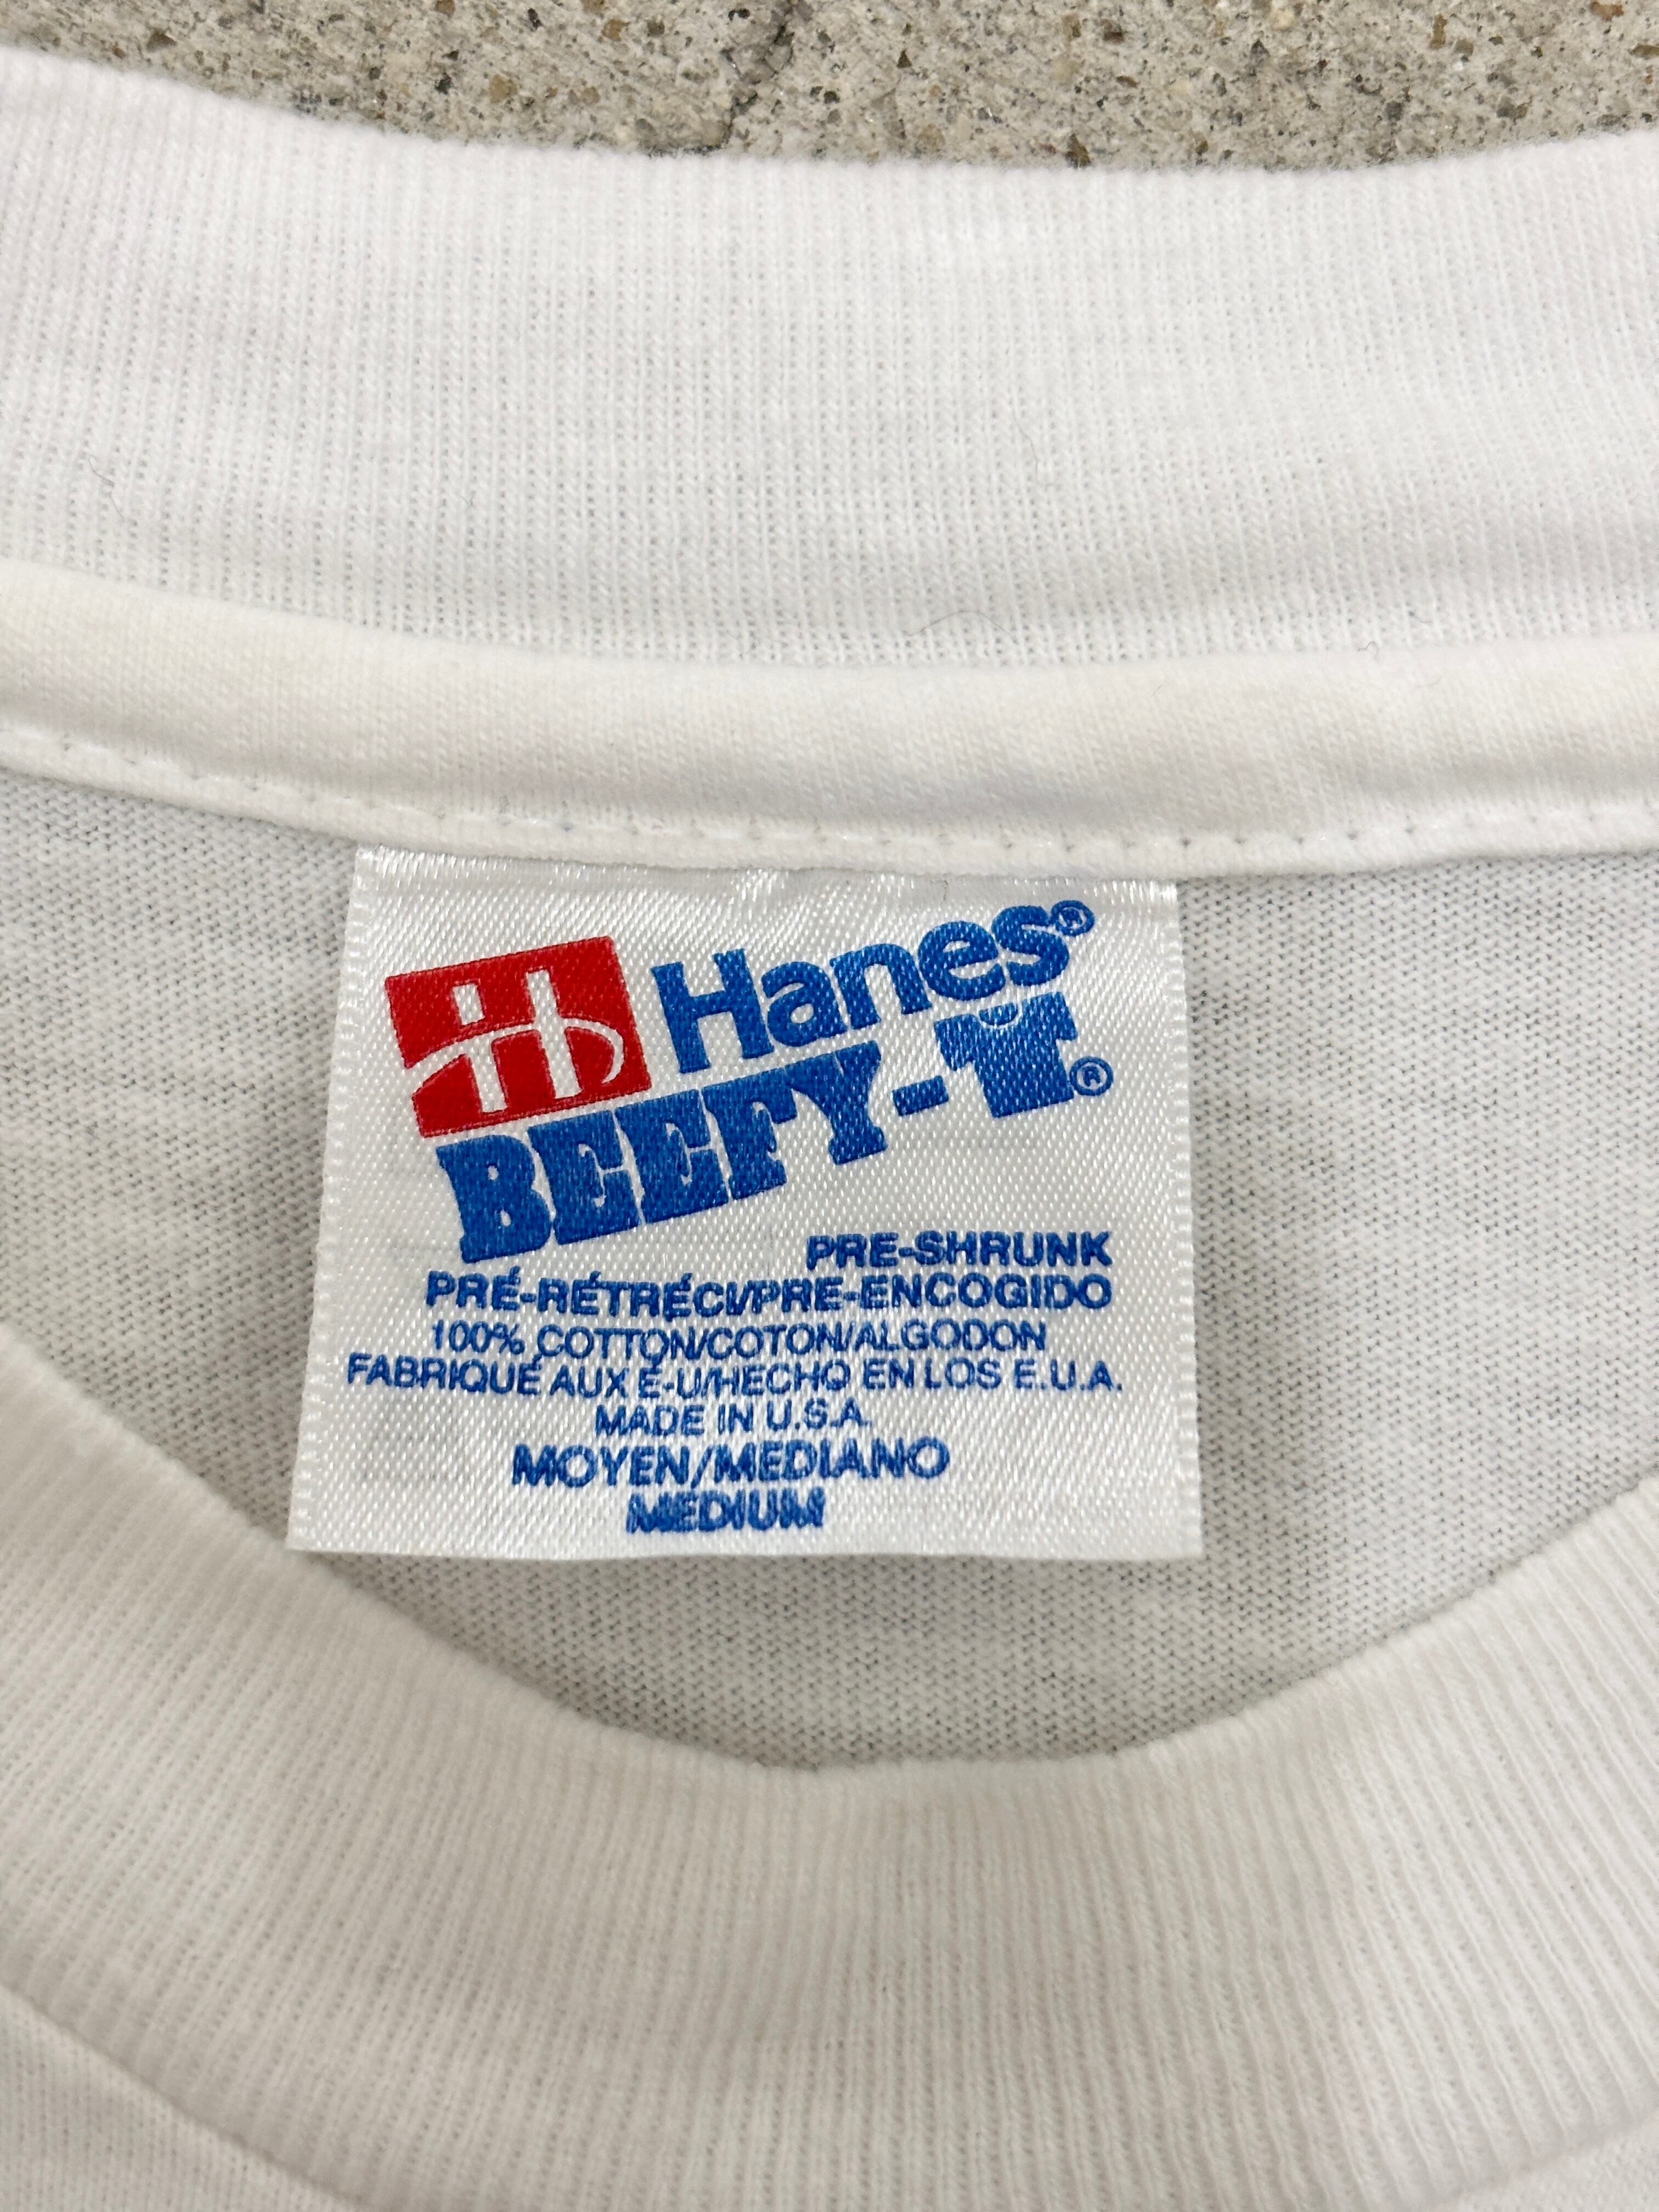 Hanes®
BEEFY-T.®
PRE-SHRUNK
PRÉ-RÉTRÉCI/PRE-ENCOGIDO
100% COTTON/COTON/ALGODON
FABRIQUÉ AUX É-U/HECHO EN LOS E.U.A.
MADE IN U.S.A.
MOYEN/MEDIANO
MEDIUM